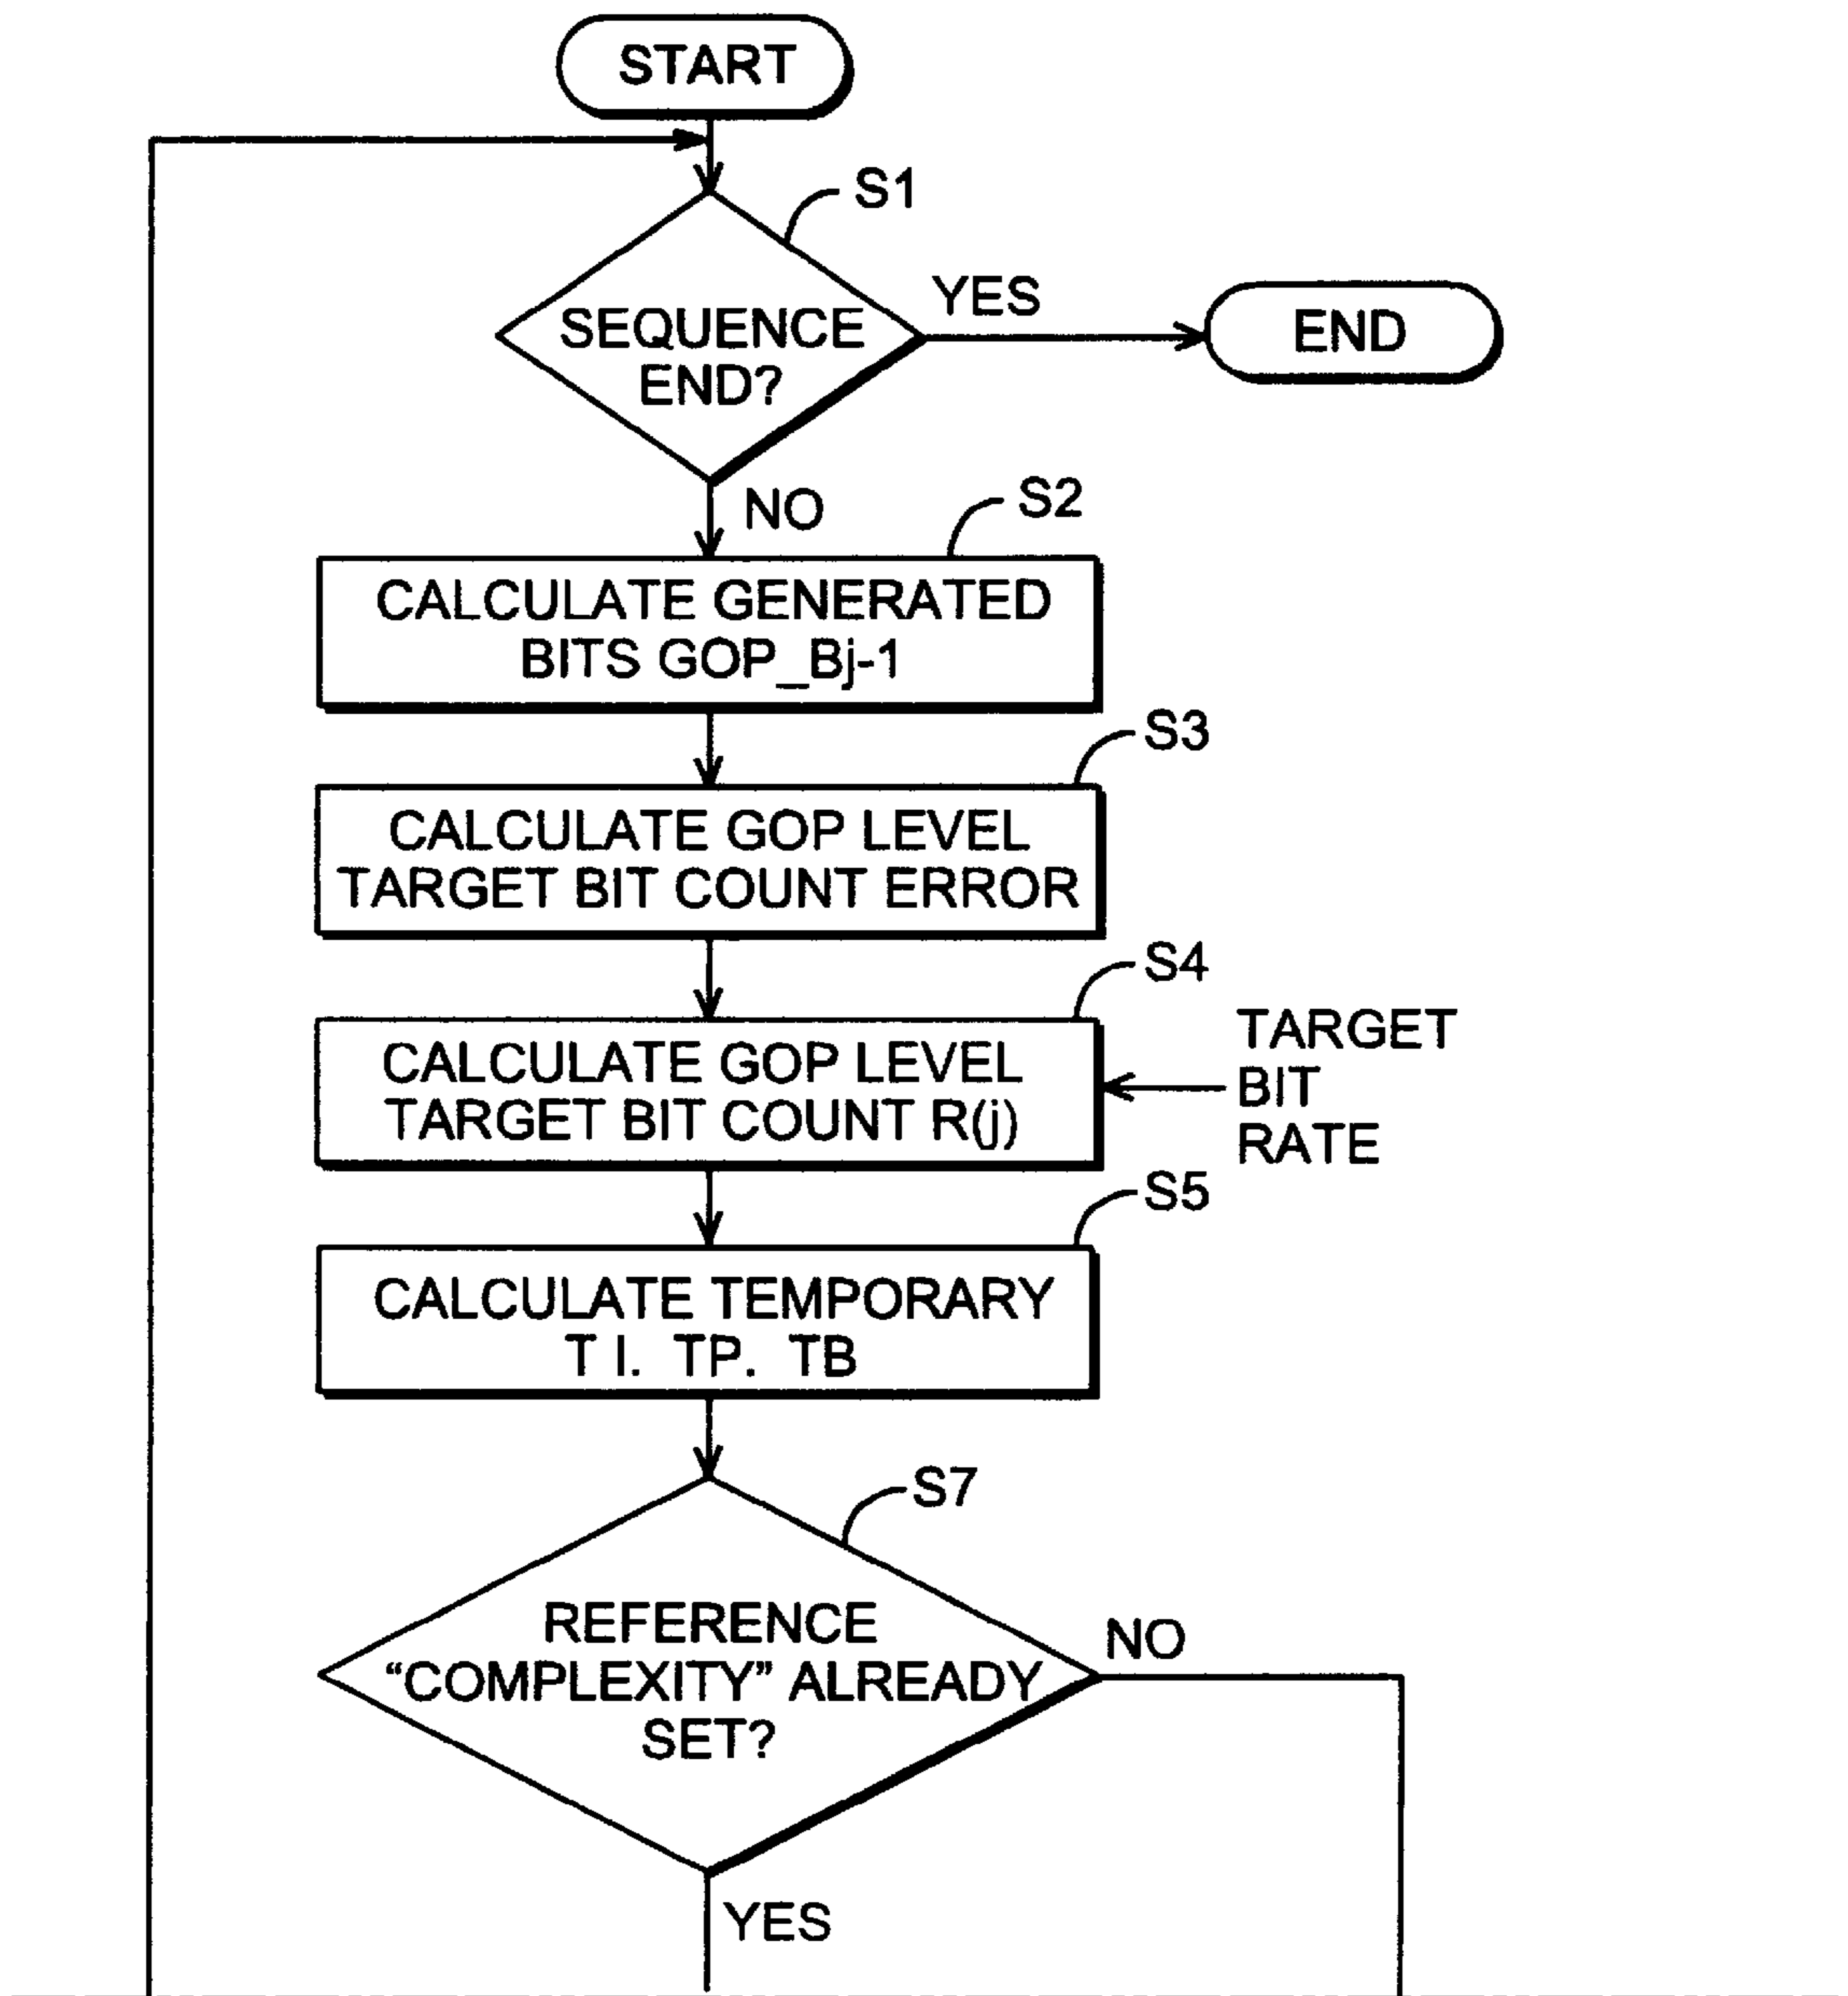 START
S1
SEQUENCE
END?
YES
END
NO
S2
CALCULATE GENERATED
BITS GOP_Bj-1
S3
CALCULATE GOP LEVEL
TARGET BIT COUNT ERROR
S4
CALCULATE GOP LEVEL
TARGET BIT COUNT R(j)
TARGET
BIT
RATE
S5
CALCULATE TEMPORARY
T I. TP. TB
S7
REFERENCE
“COMPLEXITY” ALREADY
SET?
NO
YES